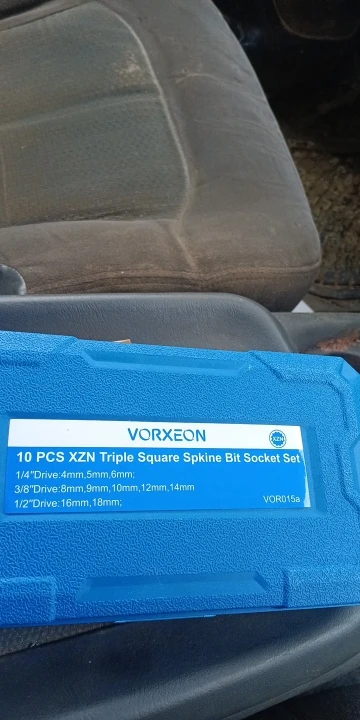 VORXEON
XZN
10 PCS XZN Triple Square Spkine Bit Socket Set
1/4"Drive:4mm,5mm,6mm;
3/8"Drive:8mm,9mm,10mm,12mm,14mm
1/2"Drive:16mm,18mm;
VOR015a